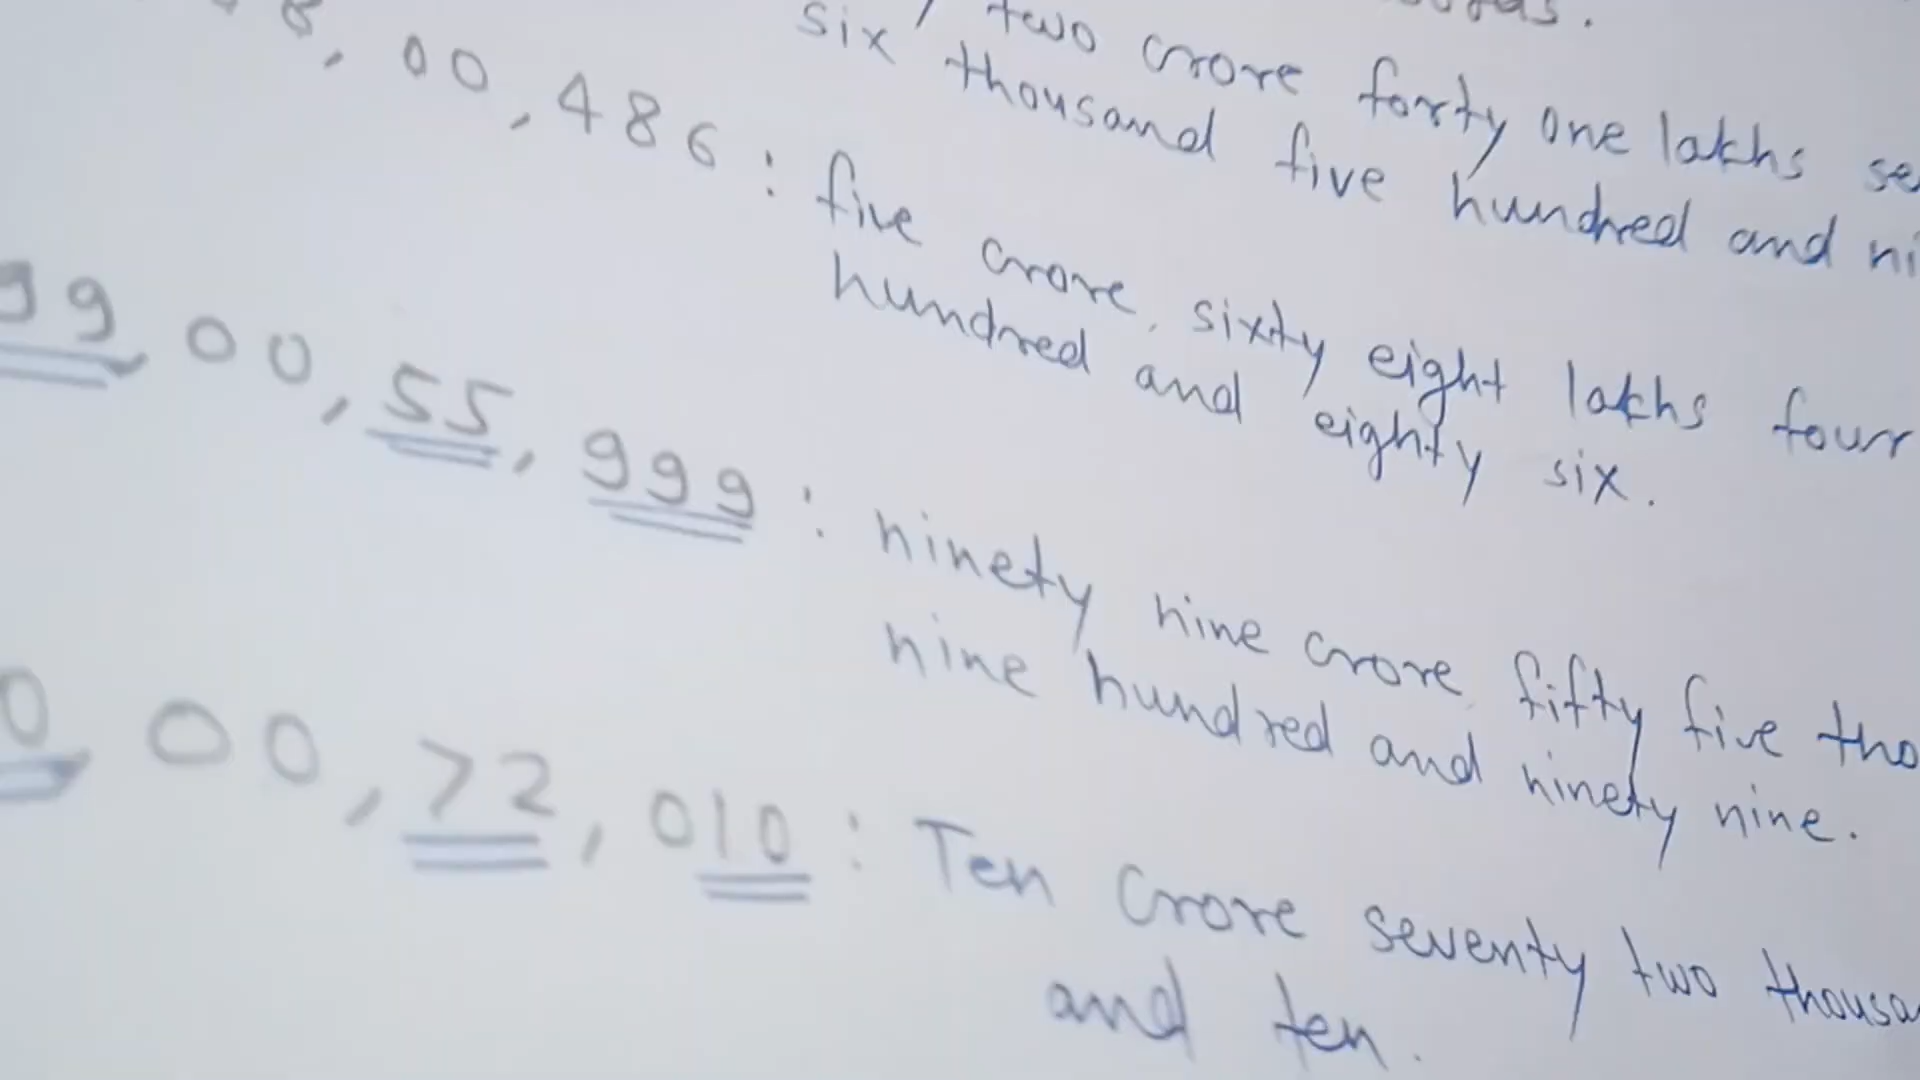 two crore forty one lakhs
six thousand five hundred and
8, 00, 486 : five crore, sixty eight lakhs four
hundred and eighty six.
99, 00, 55, 999 : ninety nine crore, fifty five
nine hundred and ninety nine.
0, 00, 72, 010 : Ten crore seventy two
and ten.